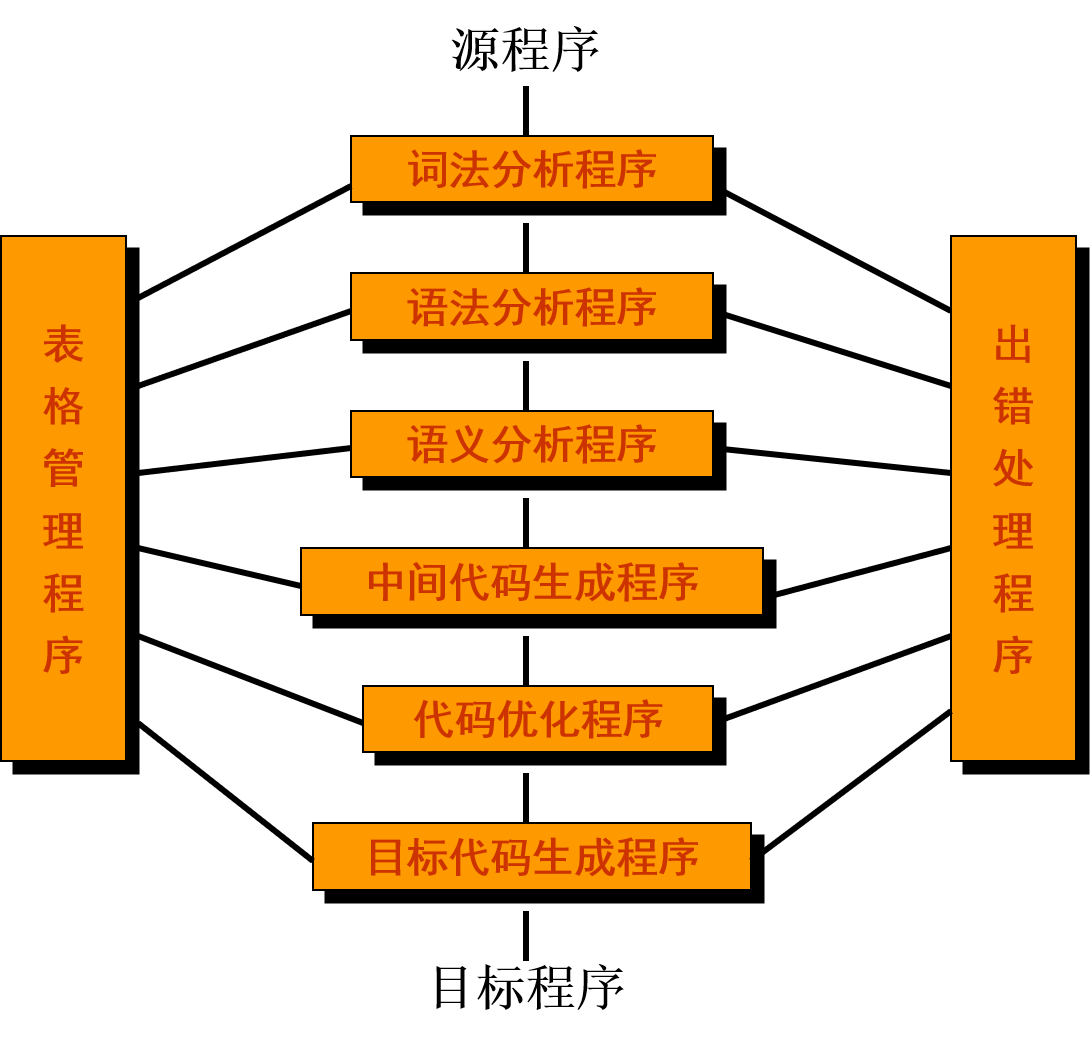 源程序
词法分析程序
语法分析程序
语义分析程序
中间代码生成程序
代码优化程序
目标代码生成程序
目标程序
表格管理程序
出错处理程序